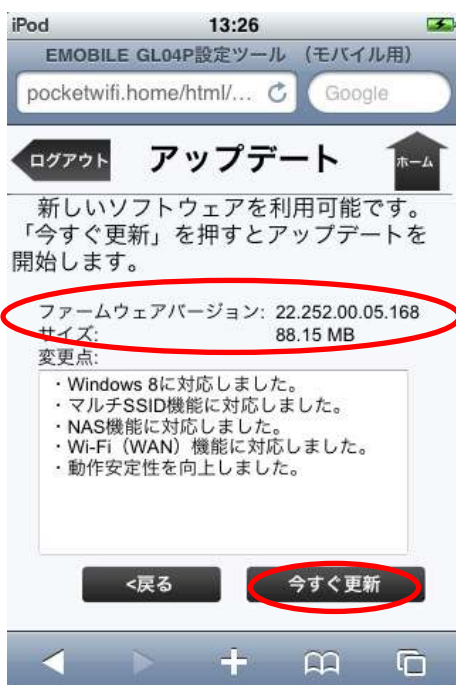 iPod 13:26
EMOBILE GL04P設定ツール (モバイル用)
pocketwifi.home/html/... Google
ログアウト アップデート ホーム
新しいソフトウェアを利用可能です。
「今すぐ更新」を押すとアップデートを
開始します。
ファームウェアバージョン: 22.252.00.05.168
サイズ: 88.15 MB
変更点:
・Windows 8に対応しました。
・マルチSSID機能に対応しました。
・NAS機能に対応しました。
・Wi-Fi（WAN）機能に対応しました。
・動作安定性を向上しました。
<戻る 今すぐ更新